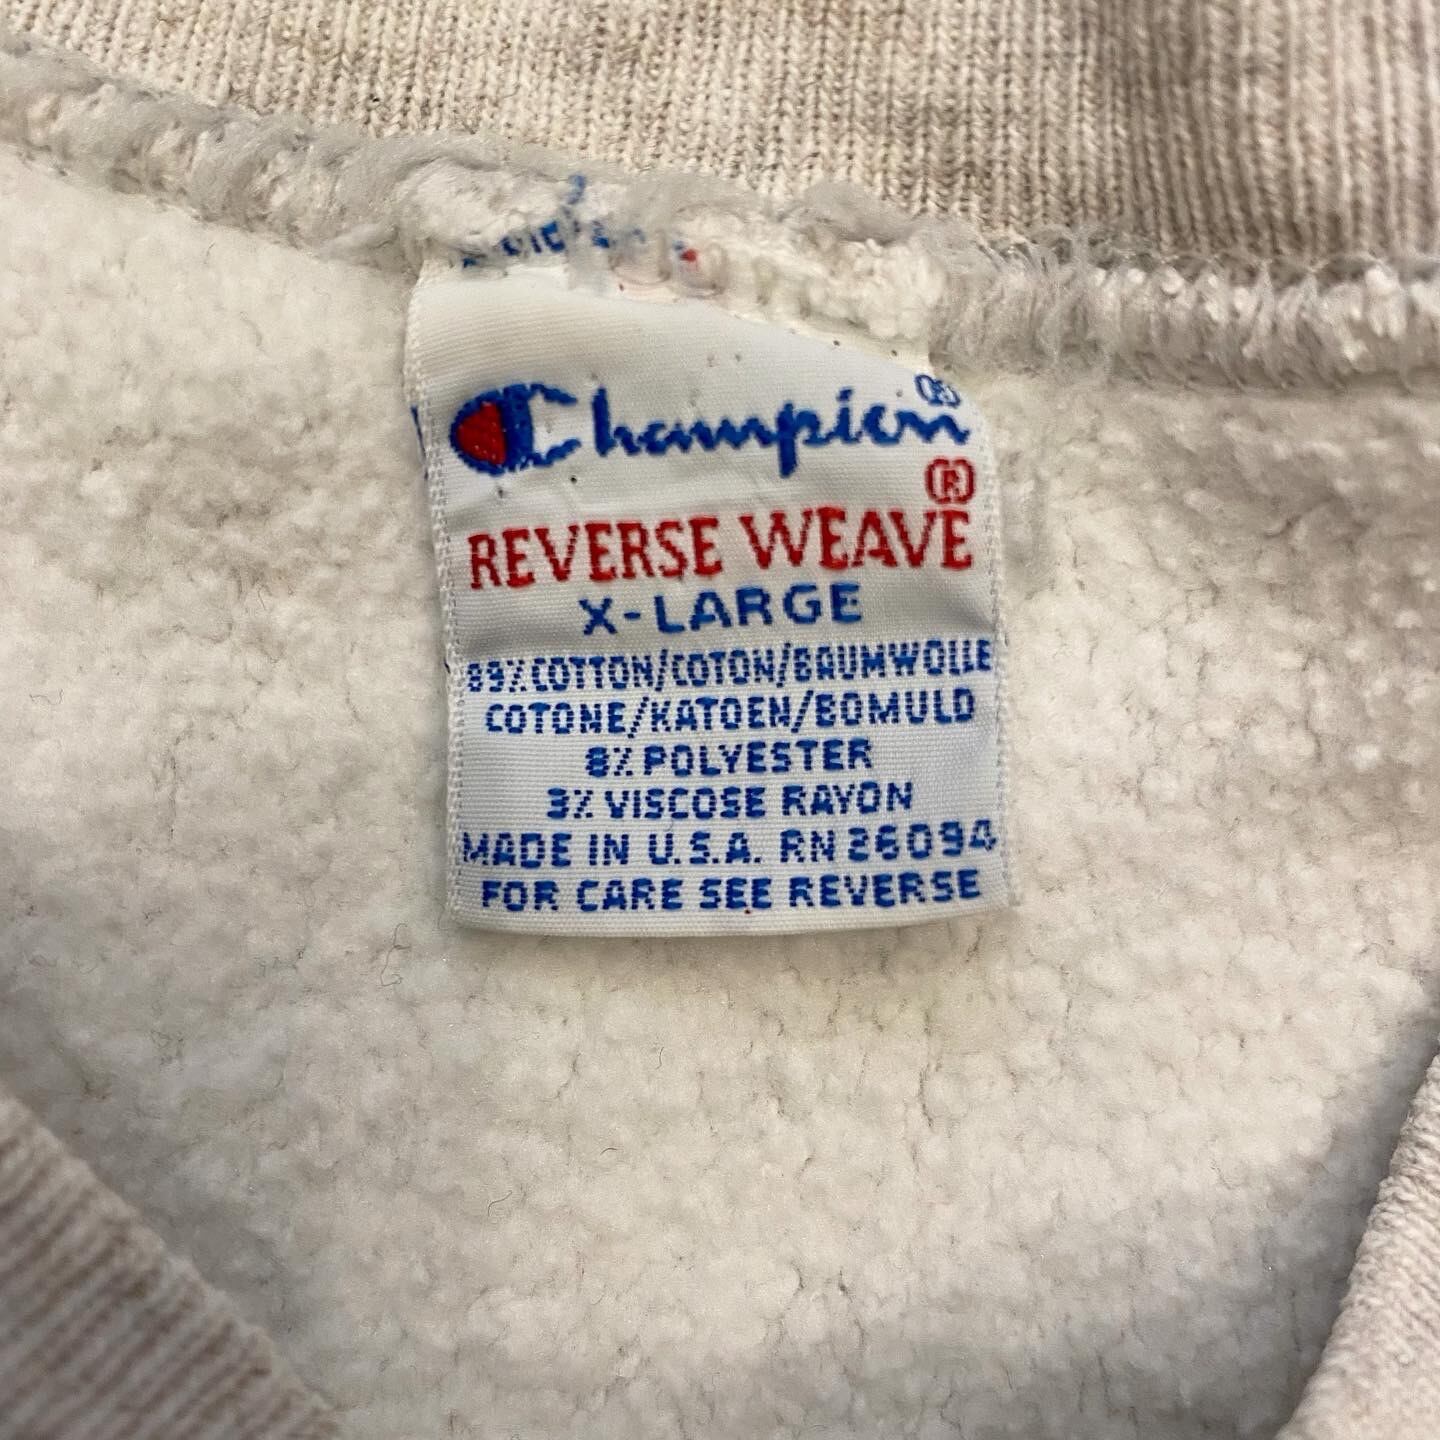 Champion®
®
REVERSE WEAVE
X-LARGE
89% COTTON/COTON/BAUMWOLLE
COTONE/KATOEN/BOMULD
8% POLYESTER
3% VISCOSE RAYON
MADE IN U.S.A. RN 26094
FOR CARE SEE REVERSE